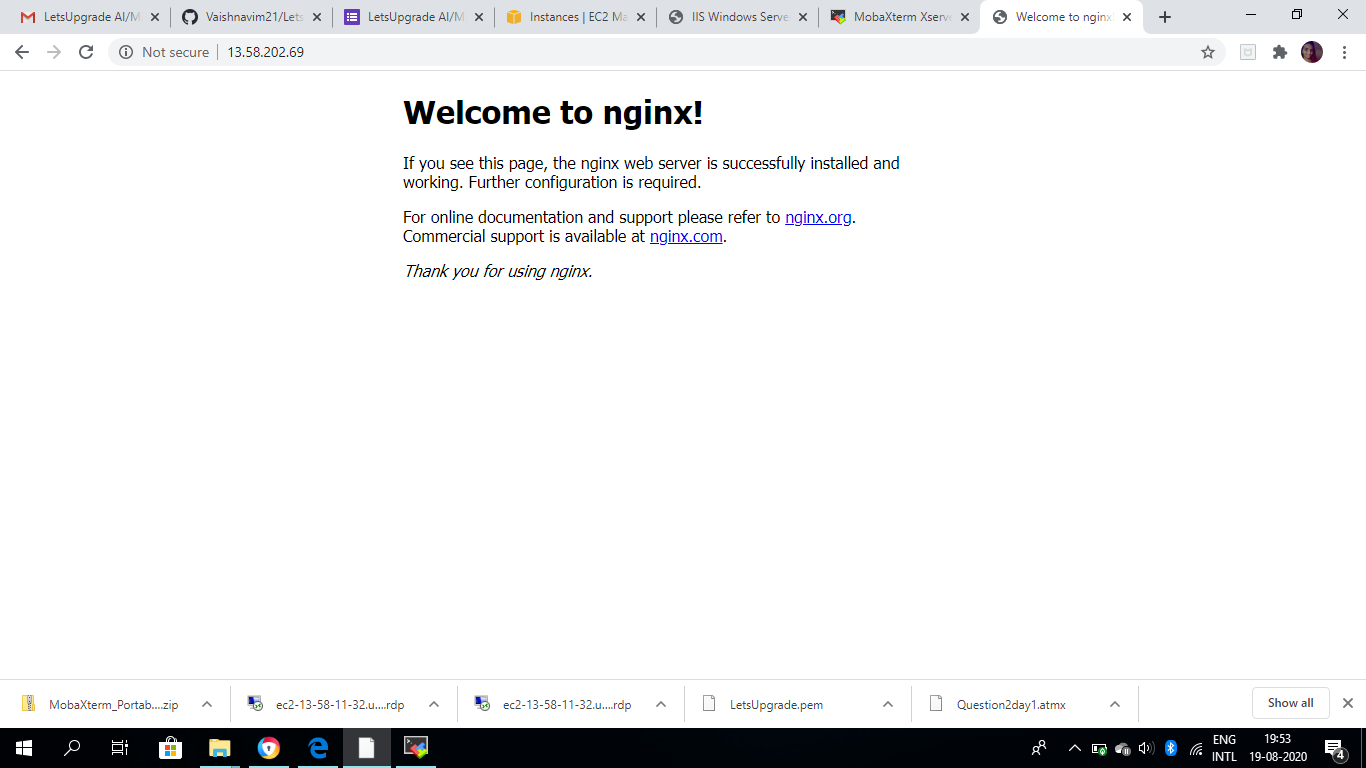 LetsUpgrade AI/M
Vaishnavim21/Lets
LetsUpgrade AI/M
Instances | EC2 Ma
IIS Windows Serve
MobaXterm Xserv
Welcome to nginx
Not secure
13.58.202.69
Welcome to nginx!
If you see this page, the nginx web server is successfully installed and
working. Further configuration is required.
For online documentation and support please refer to nginx.org.
Commercial support is available at nginx.com.
Thank you for using nginx.
MobaXterm_Portab....zip
ec2-13-58-11-32.u....rdp
ec2-13-58-11-32.u....rdp
LetsUpgrade.pem
Question2day1.atmx
Show all
ENG
INTL
19:53
19-08-2020
4